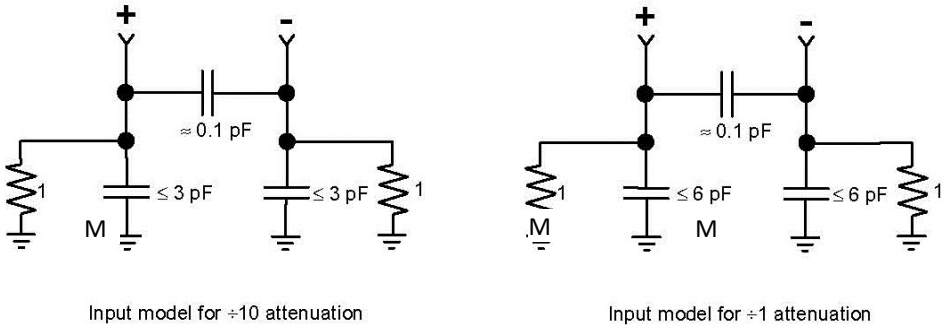 + - + -
≈ 0.1 pF ≈ 0.1 pF
1 ≤ 3 pF ≤ 3 pF 1 1 ≤ 6 pF ≤ 6 pF 1
M M M
Input model for ÷10 attenuation Input model for ÷1 attenuation